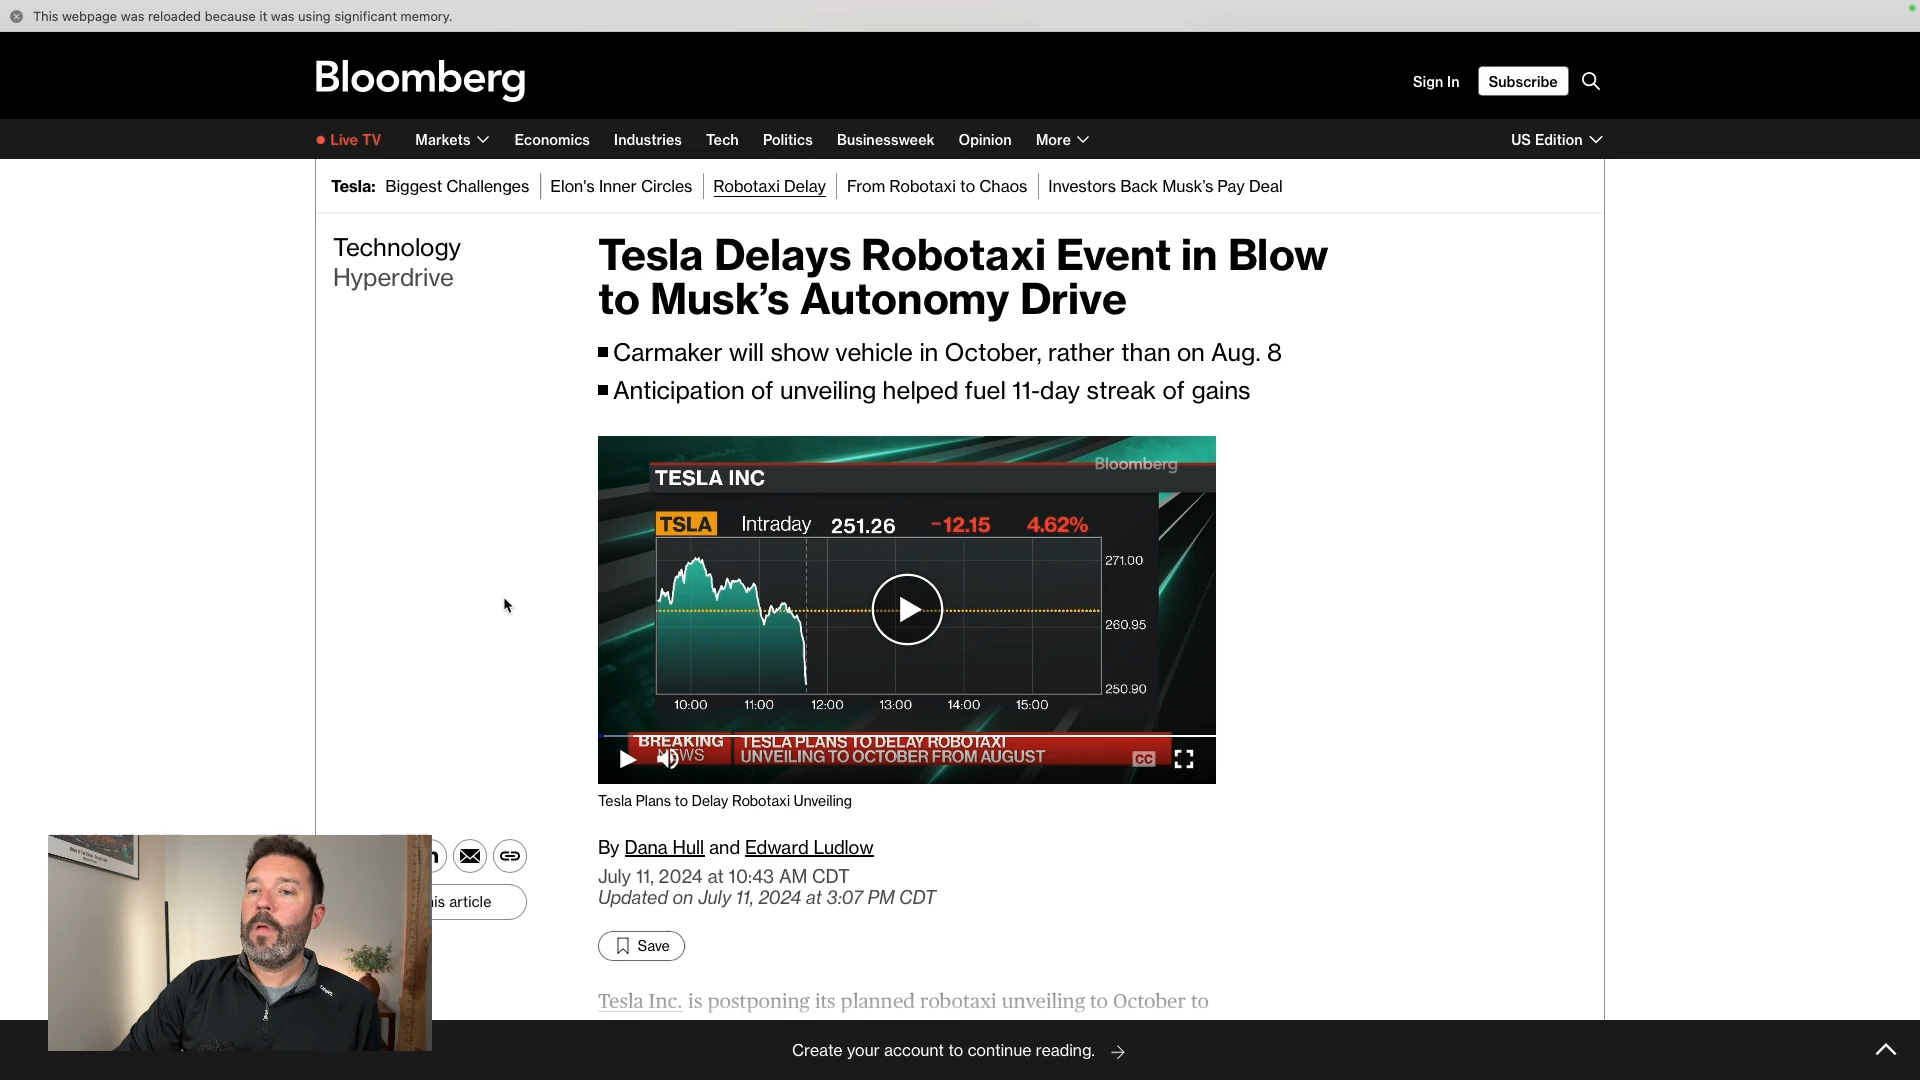 This webpage was reloaded because it was using significant memory.
Bloomberg
Sign In
Subscribe
Live TV
Markets
Economics
Industries
Tech
Politics
Businessweek
Opinion
More
US Edition
Tesla: Biggest Challenges
Elon's Inner Circles
Robotaxi Delay
From Robotaxi to Chaos
Investors Back Musk’s Pay Deal
Technology
Hyperdrive
Tesla Delays Robotaxi Event in Blow
to Musk’s Autonomy Drive
Carmaker will show vehicle in October, rather than on Aug. 8
Anticipation of unveiling helped fuel 11-day streak of gains
Bloomberg
TESLA INC
TSLA Intraday 251.26 -12.15 4.62%
271.00
260.95
250.90
10:00 11:00 12:00 13:00 14:00 15:00
BREAKING
NEWS
TESLA PLANS TO DELAY ROBOTAXI
UNVEILING TO OCTOBER FROM AUGUST
CC
Tesla Plans to Delay Robotaxi Unveiling
is article
By Dana Hull and Edward Ludlow
July 11, 2024 at 10:43 AM CDT
Updated on July 11, 2024 at 3:07 PM CDT
Save
Tesla Inc. is postponing its planned robotaxi unveiling to October to
Create your account to continue reading.